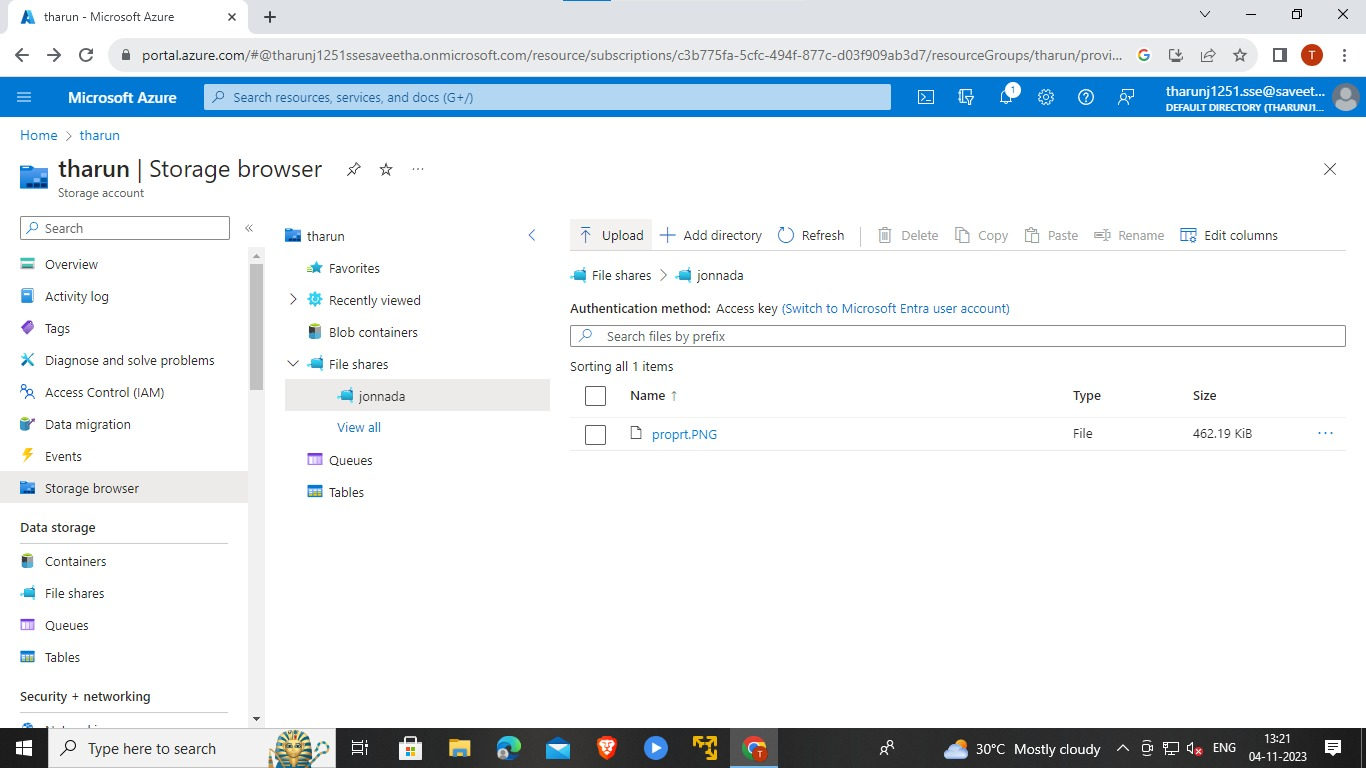 tharun - Microsoft Azure
portal.azure.com/#@tharunj1251ssesaveetha.onmicrosoft.com/resource/subscriptions/c3b775fa-5cfc-494f-877c-d03f909ab3d7/resourceGroups/tharun/provi...
T
Microsoft Azure
Search resources, services, and docs (G+/)
1
tharunj1251.sse@saveet...
DEFAULT DIRECTORY (THARUNJ1...
Home > tharun
tharun | Storage browser
Storage account
Search
Overview
Activity log
Tags
Diagnose and solve problems
Access Control (IAM)
Data migration
Events
Storage browser
Data storage
Containers
File shares
Queues
Tables
Security + networking
tharun
Favorites
Recently viewed
Blob containers
File shares
jonnada
View all
Queues
Tables
Upload
Add directory
Refresh
Delete
Copy
Paste
Rename
Edit columns
File shares > jonnada
Authentication method: Access key (Switch to Microsoft Entra user account)
Search files by prefix
Sorting all 1 items
Name ↑ Type Size
proprt.PNG File 462.19 KiB
Type here to search
T
30°C Mostly cloudy
ENG
13:21
04-11-2023